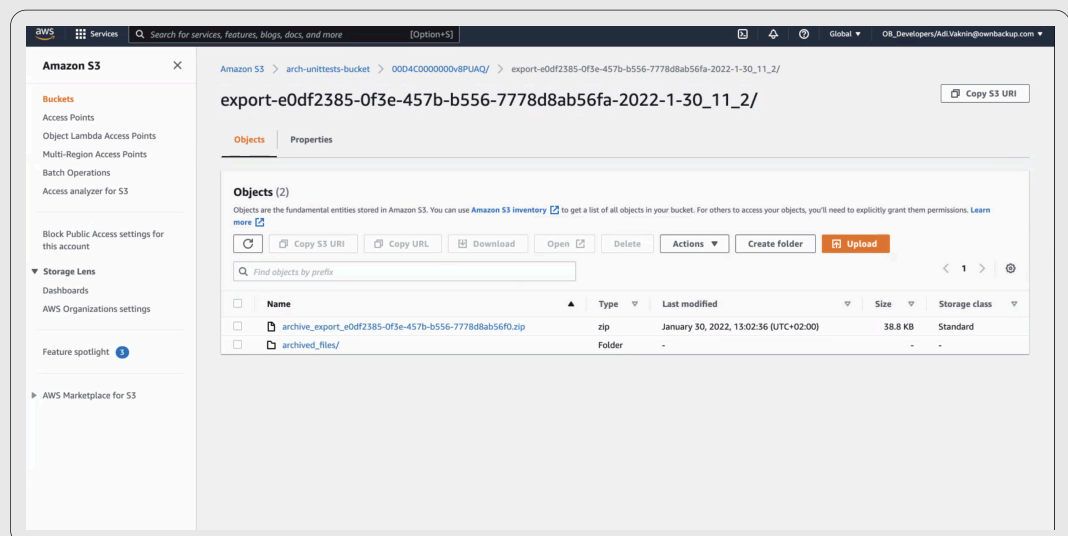 aws Services Search for services, features, blogs, docs, and more [Option+S] Global ▼ OB_Developers/Adi.Vaknin@ownbackup.com ▼
Amazon S3
Buckets
Access Points
Object Lambda Access Points
Multi-Region Access Points
Batch Operations
Access analyzer for S3
Block Public Access settings for
this account
▼ Storage Lens
Dashboards
AWS Organizations settings
Feature spotlight 3
▶ AWS Marketplace for S3
Amazon S3 > arch-unittests-bucket > 00D4C0000000v8PUAQ/ > export-e0df2385-0f3e-457b-b556-7778d8ab56fa-2022-1-30_11_2/
export-e0df2385-0f3e-457b-b556-7778d8ab56fa-2022-1-30_11_2/
Copy S3 URI
Objects Properties
Objects (2)
Objects are the fundamental entities stored in Amazon S3. You can use Amazon S3 inventory to get a list of all objects in your bucket. For others to access your objects, you'll need to explicitly grant them permissions. Learn
more
Copy S3 URI Copy URL Download Open Delete Actions ▼ Create folder Upload
Find objects by prefix < 1 >
Name ▲ Type Last modified Size Storage class
archive_export_e0df2385-0f3e-457b-b556-7778d8ab56f0.zip zip January 30, 2022, 13:02:36 (UTC+02:00) 38.8 KB Standard
archived_files/ Folder - - -